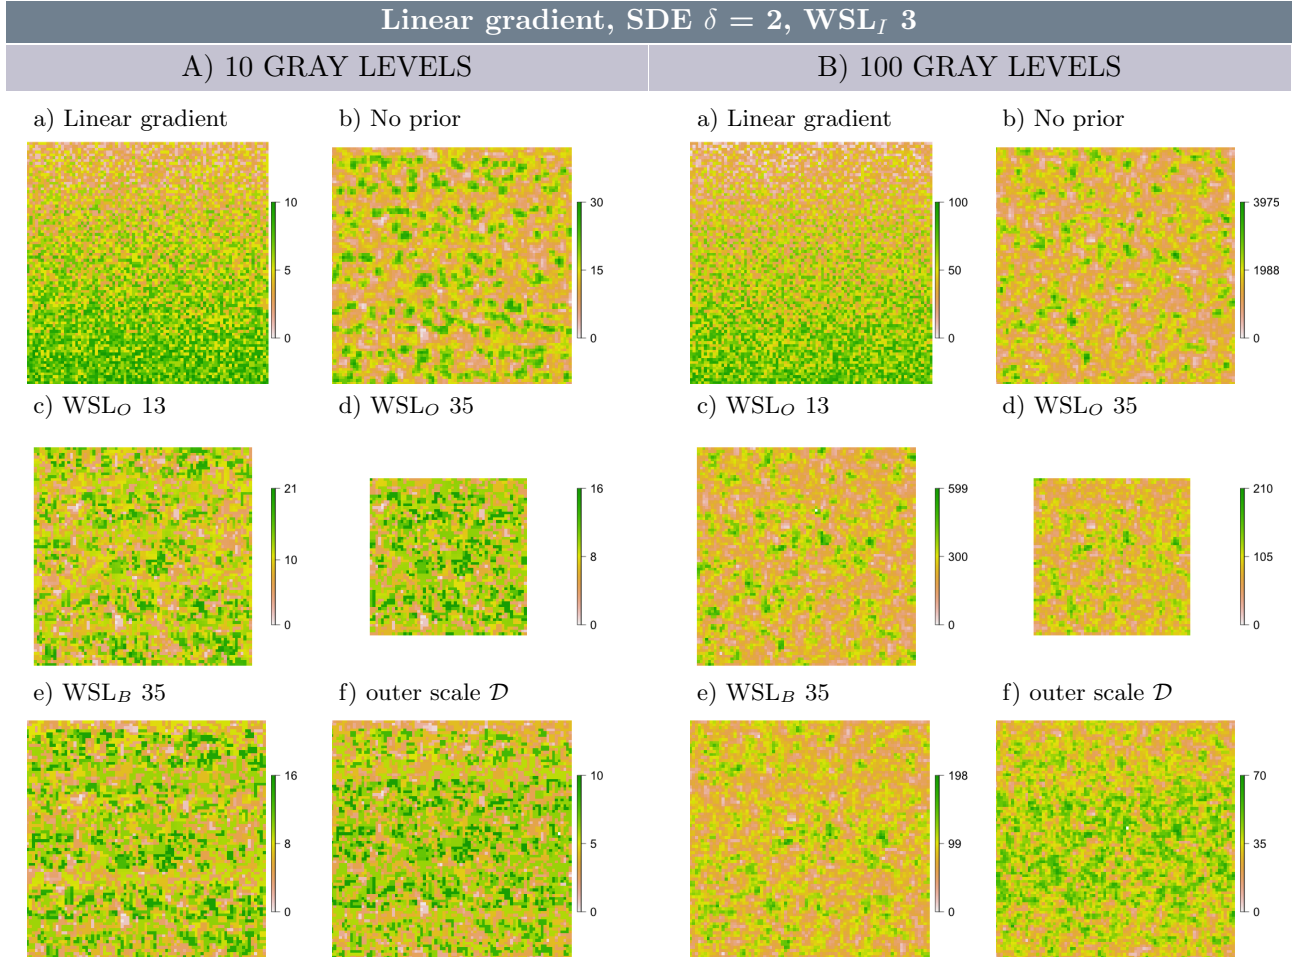 Linear gradient, SDE δ = 2, WSL_I 3
A) 10 GRAY LEVELS
B) 100 GRAY LEVELS
a) Linear gradient
b) No prior
a) Linear gradient
b) No prior
10
5
0
30
15
0
100
50
0
3975
1988
0
c) WSL_O 13
d) WSL_O 35
c) WSL_O 13
d) WSL_O 35
21
10
0
16
8
0
599
300
0
210
105
0
e) WSL_B 35
f) outer scale 𝒟
e) WSL_B 35
f) outer scale 𝒟
16
8
0
10
5
0
198
99
0
70
35
0